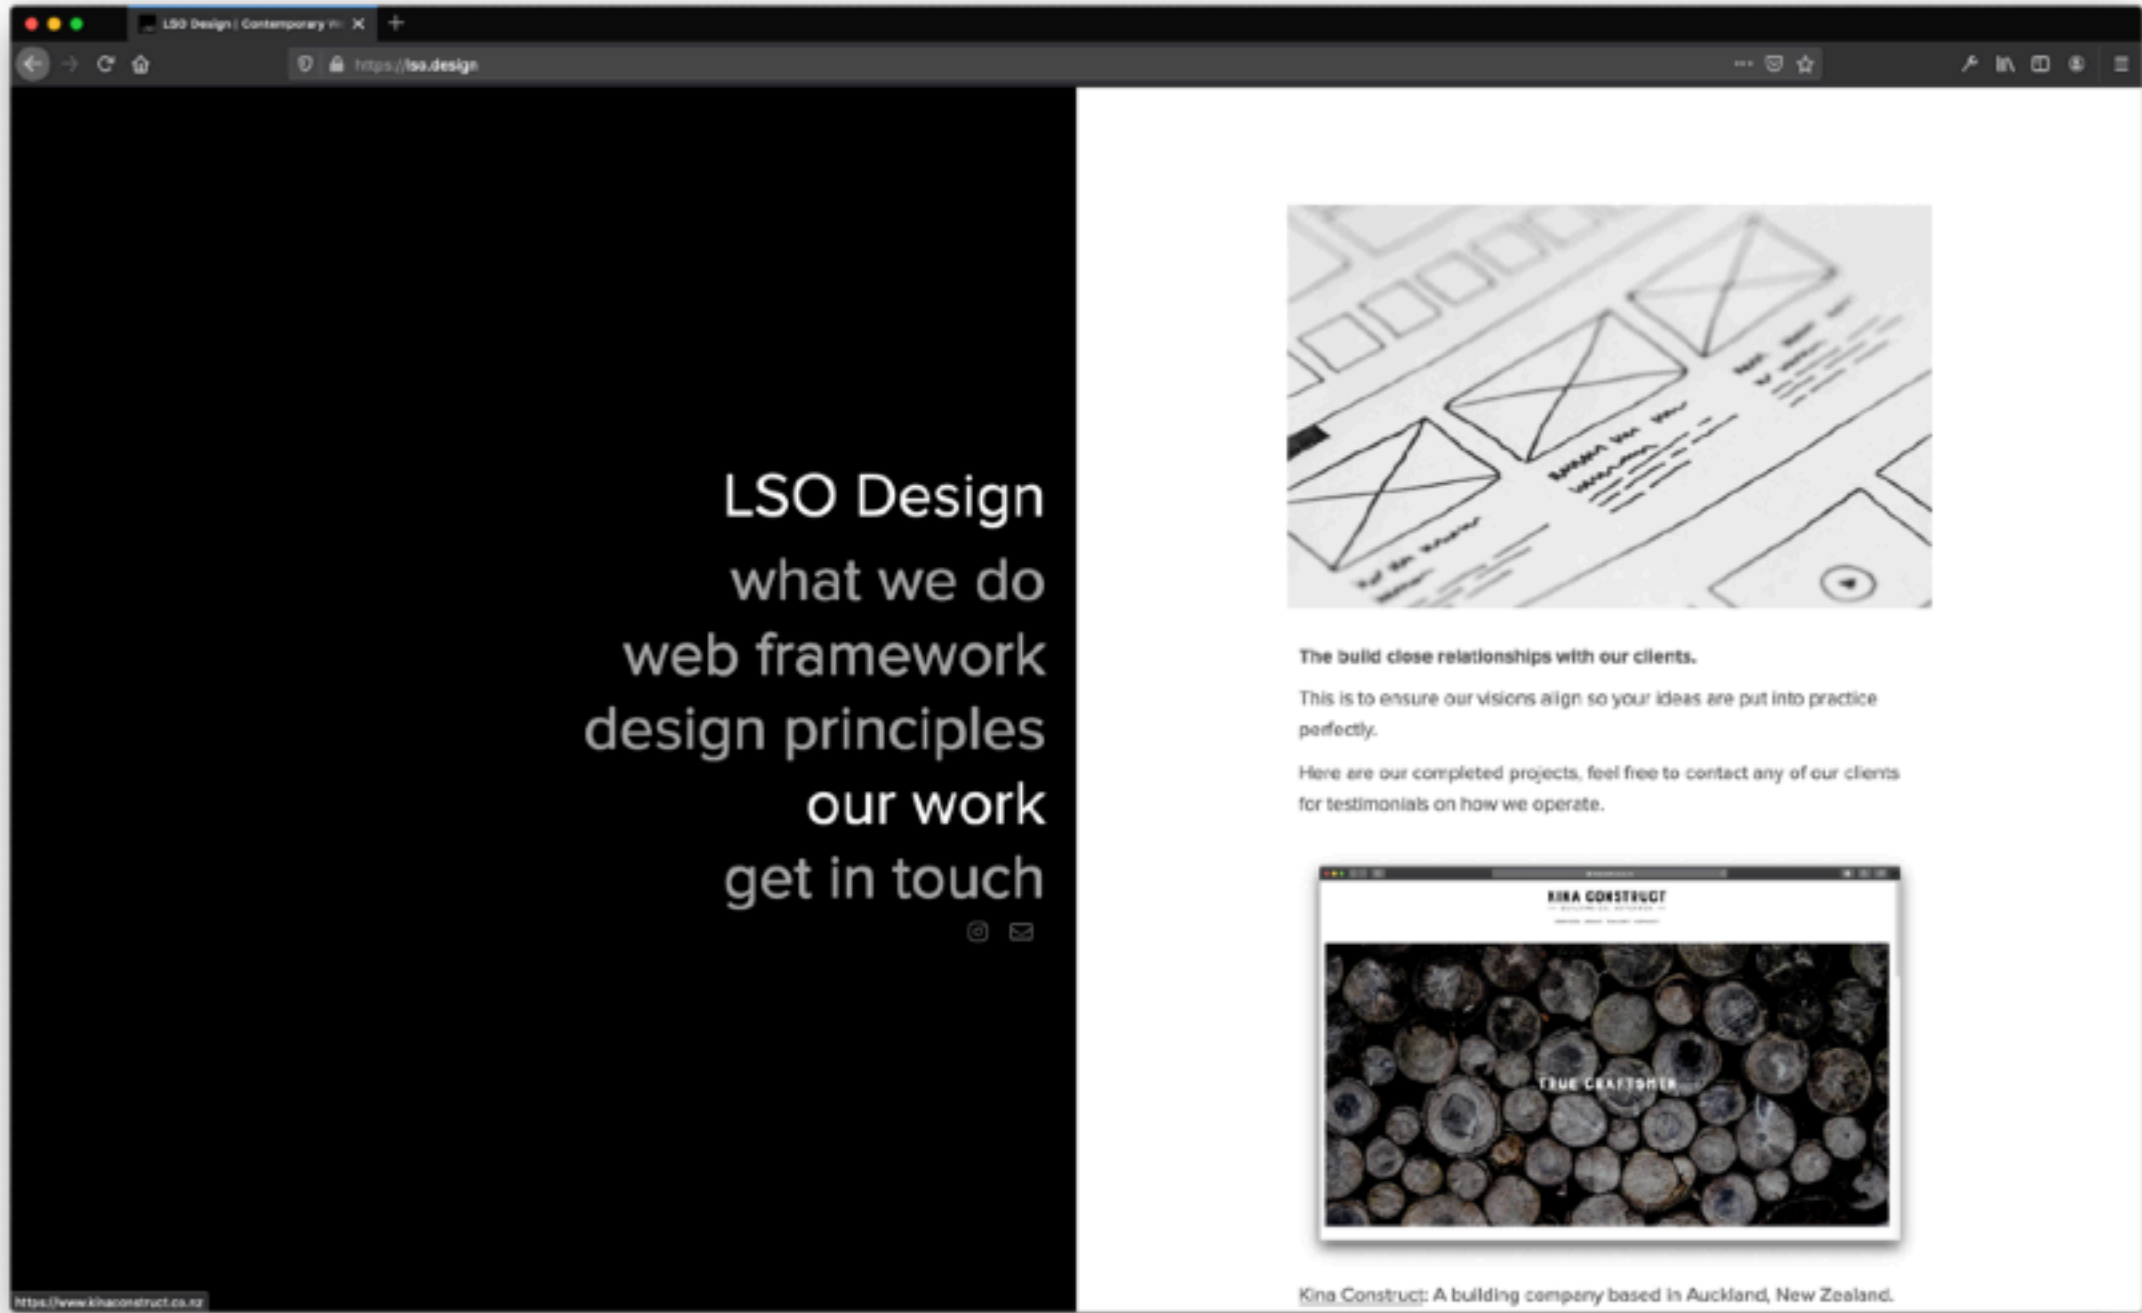 LSO Design | Contemporary
https://lso.design
LSO Design
what we do
web framework
design principles
our work
get in touch
The build close relationships with our clients.
This is to ensure our visions align so your ideas are put into practice
perfectly.
Here are our completed projects, feel free to contact any of our clients
for testimonials on how we operate.
KINA CONSTRUCT
TRUE CRAFTSMEN
Kina Construct: A building company based in Auckland, New Zealand.
https://www.kinaconstruct.co.nz